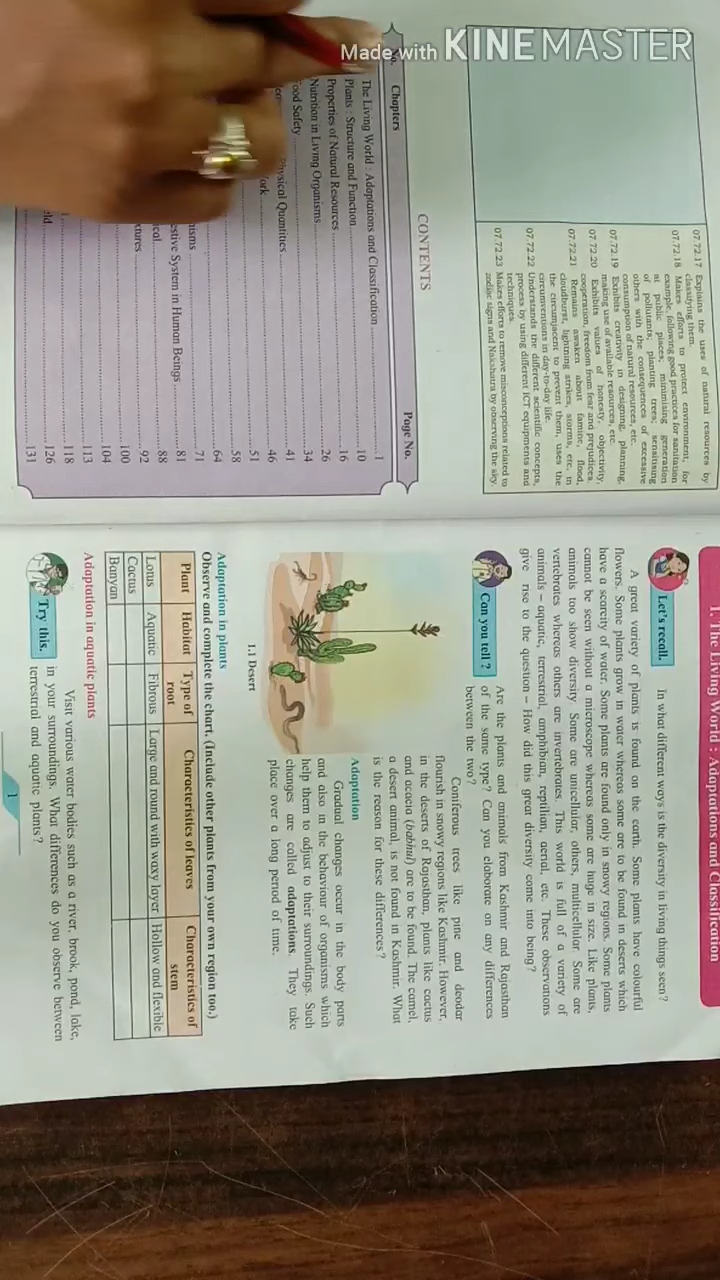 Made with KINEMASTER
07.72.17 Explains the uses of natural resources by
classifying them.
07.72.18 Makes efforts to protect environment, for
example, following good practices for sanitation
at public places, minimising generation
of pollutants, planting trees, sensitising
others with the consequences of excessive
consumption of natural resources, etc.
07.72.19 Exhibits creativity in designing, planning,
making use of available resources, etc.
07.72.20 Exhibits values of honesty, objectivity,
cooperation, freedom from fear and prejudices.
07.72.21 Remains awaken about famine, flood,
cloudburst, lightning strikes, storms, etc. in
the circumjacent to prevent them, uses the
circumventions in day-to-day life.
07.72.22 Understands the different scientific concepts,
process by using different ICT equipments and
techniques.
07.72.23 Makes efforts to remove misconceptions related to
zodiac signs and Nakshatra by observing the sky.
CONTENTS
No. Chapters Page No.
The Living World : Adaptations and Classification 1
Plants : Structure and Function 10
Properties of Natural Resources 16
Nutrition in Living Organisms 26
Food Safety 34
Physical Quantities 41
46
51
58
64
71
Digestive System in Human Beings 81
88
92
100
104
113
118
126
131
1. The Living World : Adaptations and Classification
Let's recall. In what different ways is the diversity in living things seen?
A great variety of plants is found on the earth. Some plants have colourful
flowers. Some plants grow in water whereas some are to be found in deserts which
have a scarcity of water. Some plants are found only in snowy regions. Some plants
cannot be seen without a microscope whereas some are huge in size. Like plants,
animals too show diversity Some are unicellular, others, multicellular Some are
vertebrates whereas others are invertebrates. This world is full of a variety of
animals – aquatic, terrestrial, amphibian, reptilian, aerial, etc. These observations
give rise to the question – How did this great diversity come into being?
Can you tell ? Are the plants and animals from Kashmir and Rajasthan
of the same type? Can you elaborate on any differences
between the two?
Coniferous trees like pine and deodar
flourish in snowy regions like Kashmir. However,
in the deserts of Rajasthan, plants like cactus
and acacia (babhul) are to be found. The camel,
a desert animal, is not found in Kashmir. What
is the reason for these differences?
1.1 Desert
Adaptation
Gradual changes occur in the body parts
and also in the behaviour of organisms which
help them to adjust to their surroundings. Such
changes are called adaptations. They take
place over a long period of time.
Adaptation in plants
Observe and complete the chart. (Include other plants from your own region too.)
Plant Habitat Type of root Characteristics of leaves Characteristics of stem
Lotus Aquatic Fibrous Large and round with waxy layer Hollow and flexible
Cactus
Banyan
Adaptation in aquatic plants
Try this. Visit various water bodies such as a river, brook, pond, lake,
in your surroundings. What differences do you observe between
terrestrial and aquatic plants?
1